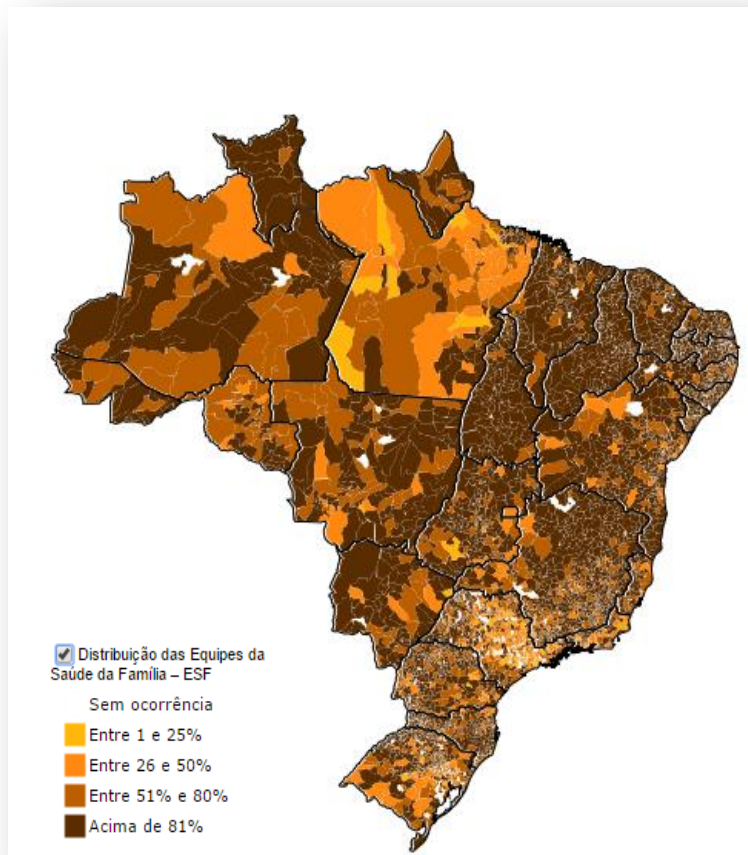 Distribuição das Equipes da
Saúde da Família – ESF
Sem ocorrência
Entre 1 e 25%
Entre 26 e 50%
Entre 51% e 80%
Acima de 81%